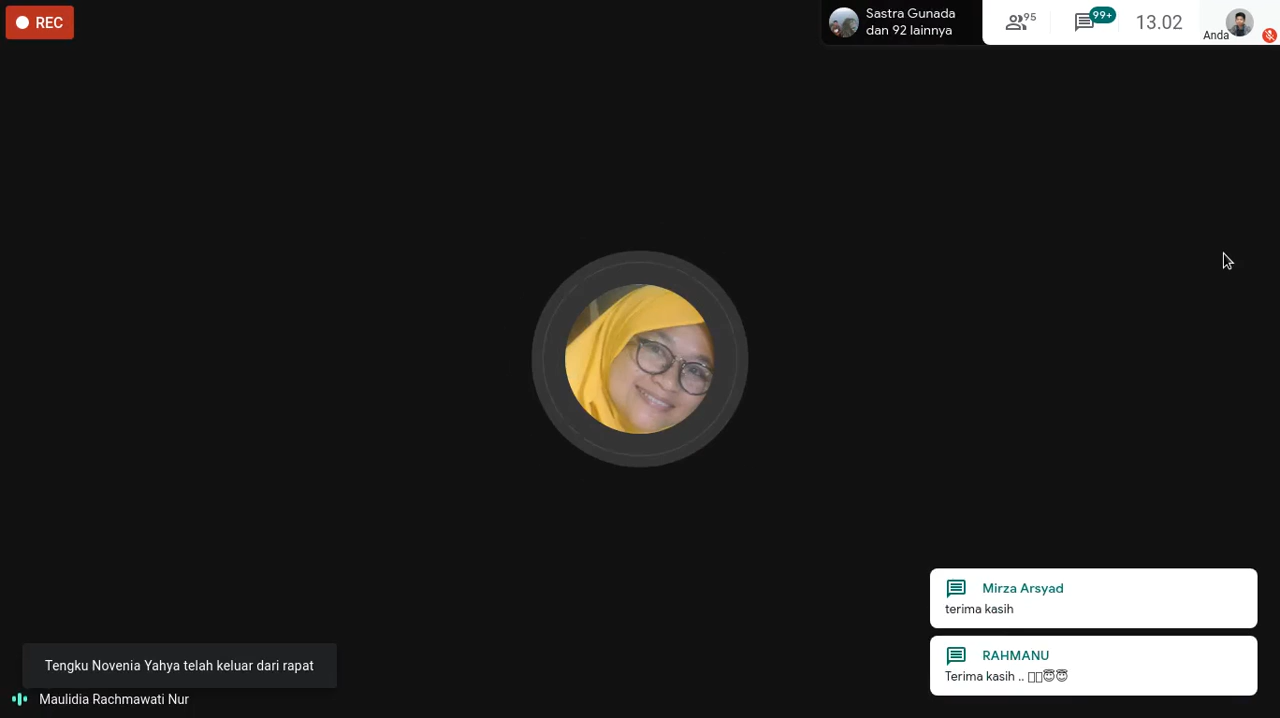 REC
Sastra Gunada
dan 92 lainnya
95
99+
13.02
Anda
Mirza Arsyad
terima kasih
RAHMANU
Terima kasih .. 😇😇
Tengku Novenia Yahya telah keluar dari rapat
Maulidia Rachmawati Nur